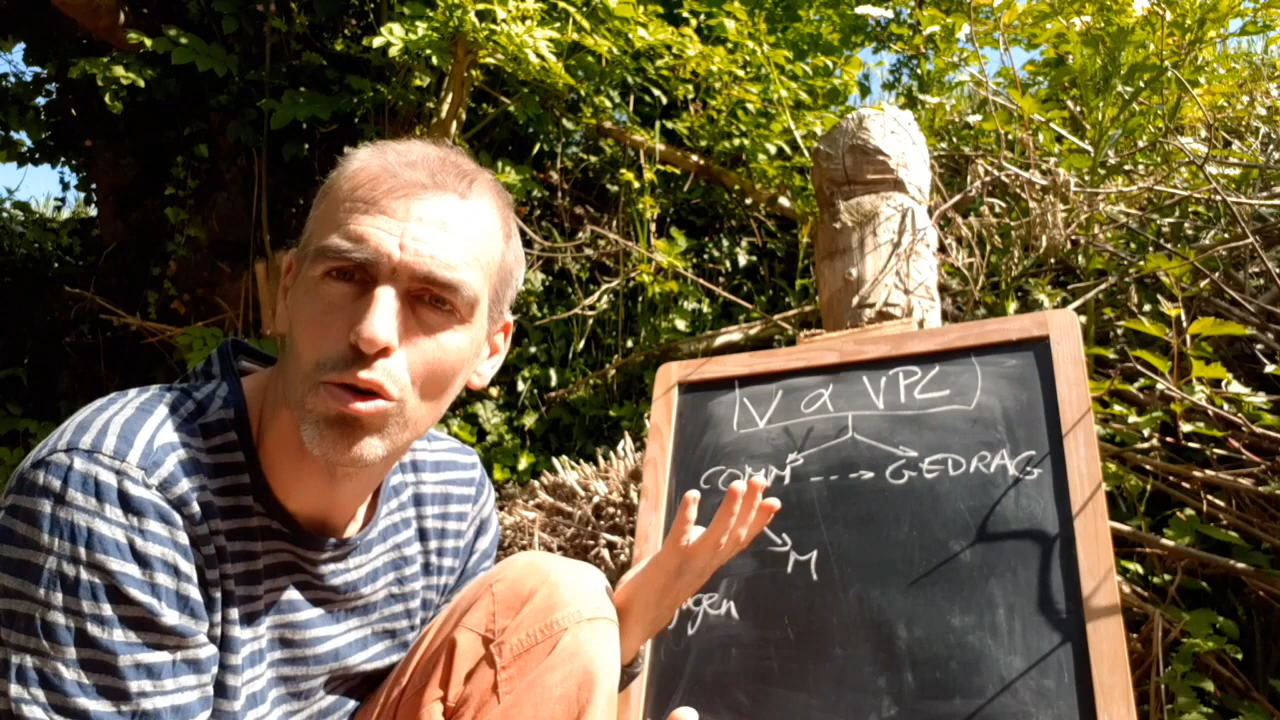 V α VPL
COMM ---> GEDRAG
M